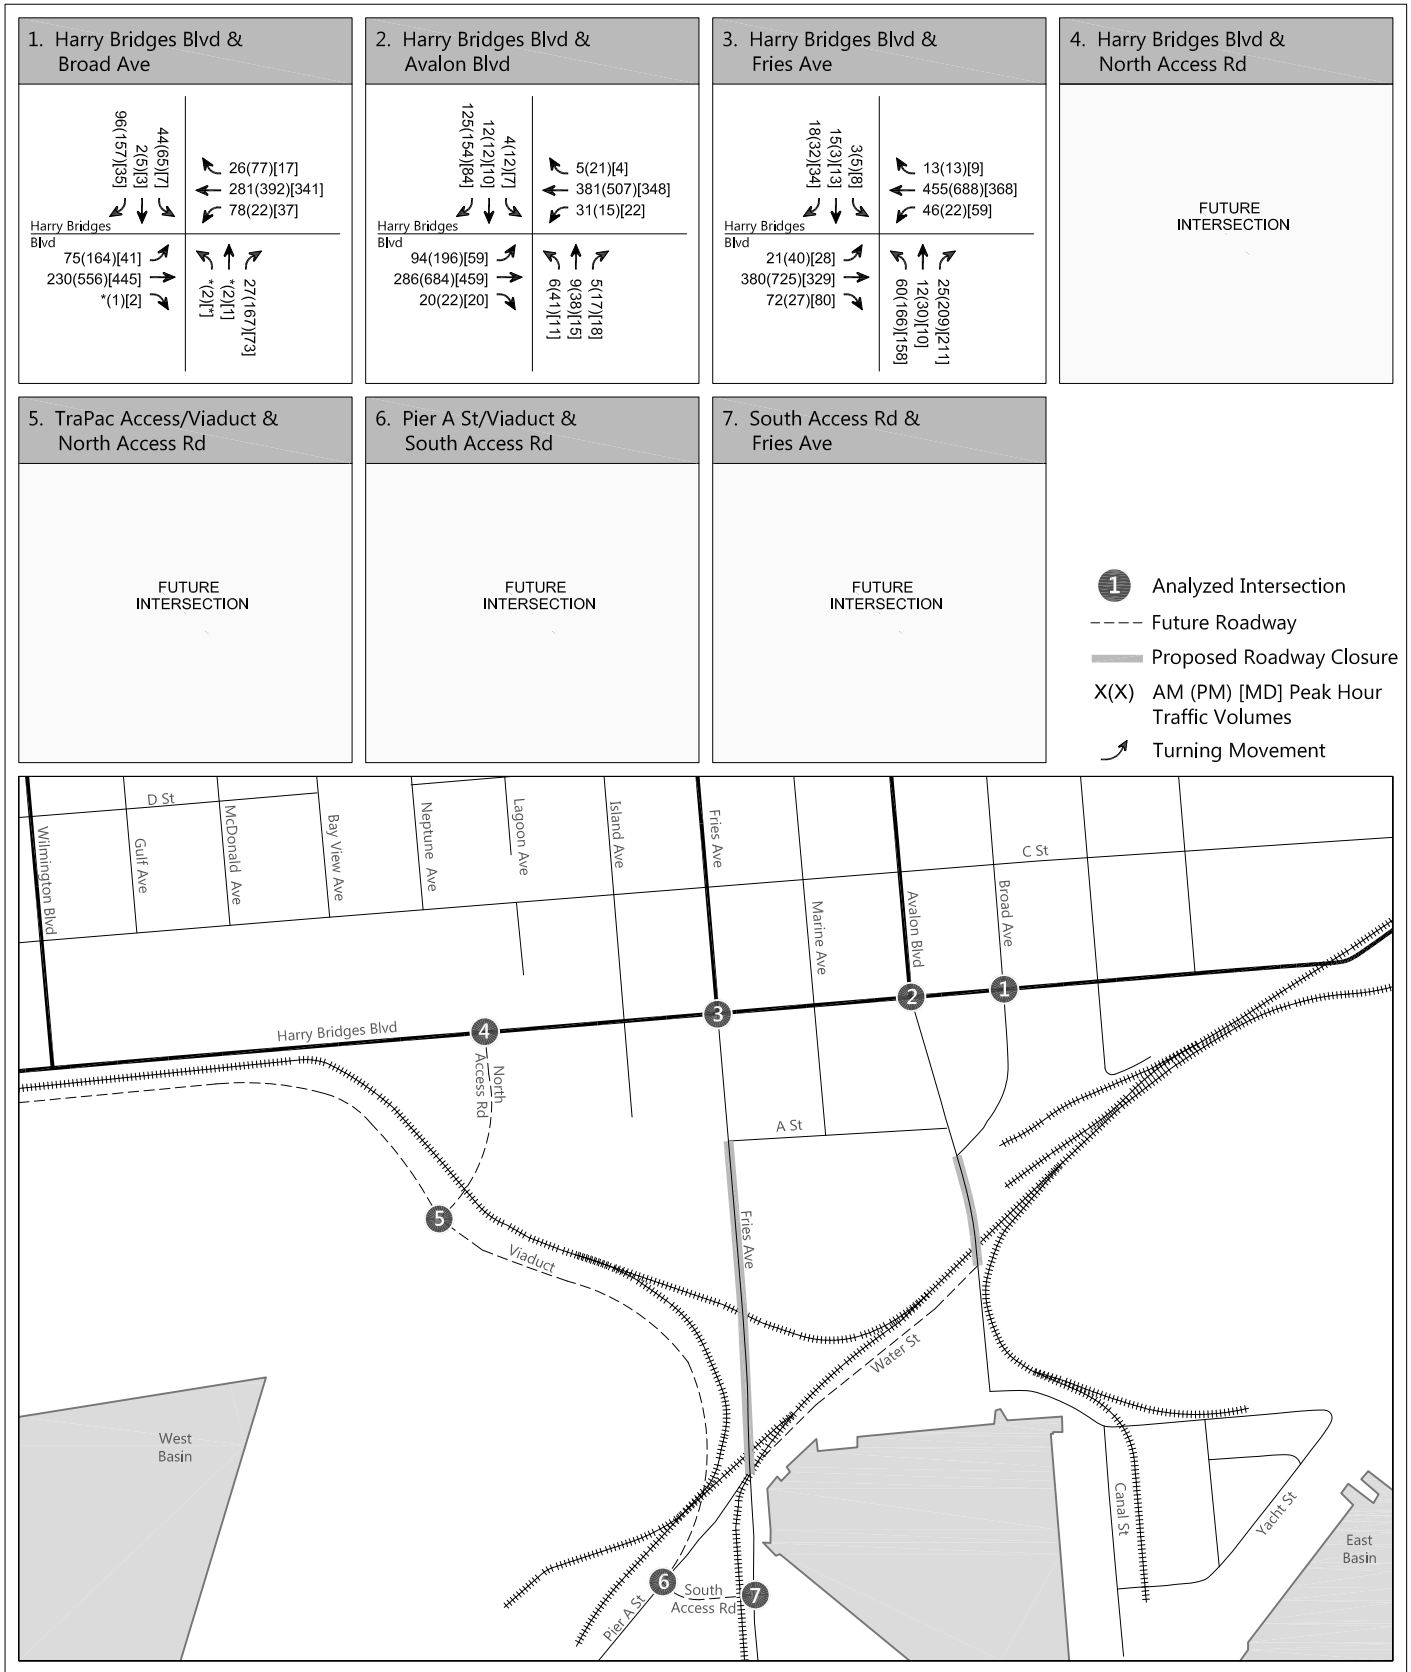 1. Harry Bridges Blvd &
Broad Ave
96(157)[35]
2(5)[3]
44(65)[7]
26(77)[17]
281(392)[341]
78(22)[37]
Harry Bridges
Blvd
75(164)[41]
230(556)[445]
*(1)[2]
*(2)[*]
*(2)[1]
27(167)[73]
2. Harry Bridges Blvd &
Avalon Blvd
125(154)[84]
12(12)[10]
4(12)[7]
5(21)[4]
381(507)[348]
31(15)[22]
Harry Bridges
Blvd
94(196)[59]
286(684)[459]
20(22)[20]
6(41)[11]
9(38)[15]
5(17)[18]
3. Harry Bridges Blvd &
Fries Ave
18(32)[34]
15(3)[13]
3(5)[8]
13(13)[9]
455(688)[368]
46(22)[59]
Harry Bridges
Blvd
21(40)[28]
380(725)[329]
72(27)[80]
60(166)[158]
12(30)[10]
25(209)[211]
4. Harry Bridges Blvd &
North Access Rd
FUTURE
INTERSECTION
5. TraPac Access/Viaduct &
North Access Rd
FUTURE
INTERSECTION
6. Pier A St/Viaduct &
South Access Rd
FUTURE
INTERSECTION
7. South Access Rd &
Fries Ave
FUTURE
INTERSECTION
1 Analyzed Intersection
Future Roadway
Proposed Roadway Closure
X(X) AM (PM) [MD] Peak Hour
Traffic Volumes
Turning Movement
D St
Wilmington Blvd
Gulf Ave
McDonald Ave
Bay View Ave
Neptune Ave
Lagoon Ave
Island Ave
Fries Ave
Marine Ave
Avalon Blvd
Broad Ave
C St
Harry Bridges Blvd
4
3
2
1
North
Access Rd
A St
5
Viaduct
Fries Ave
Water St
West
Basin
Canal St
Yacht St
East
Basin
6
South
Access Rd
7
Pier A St